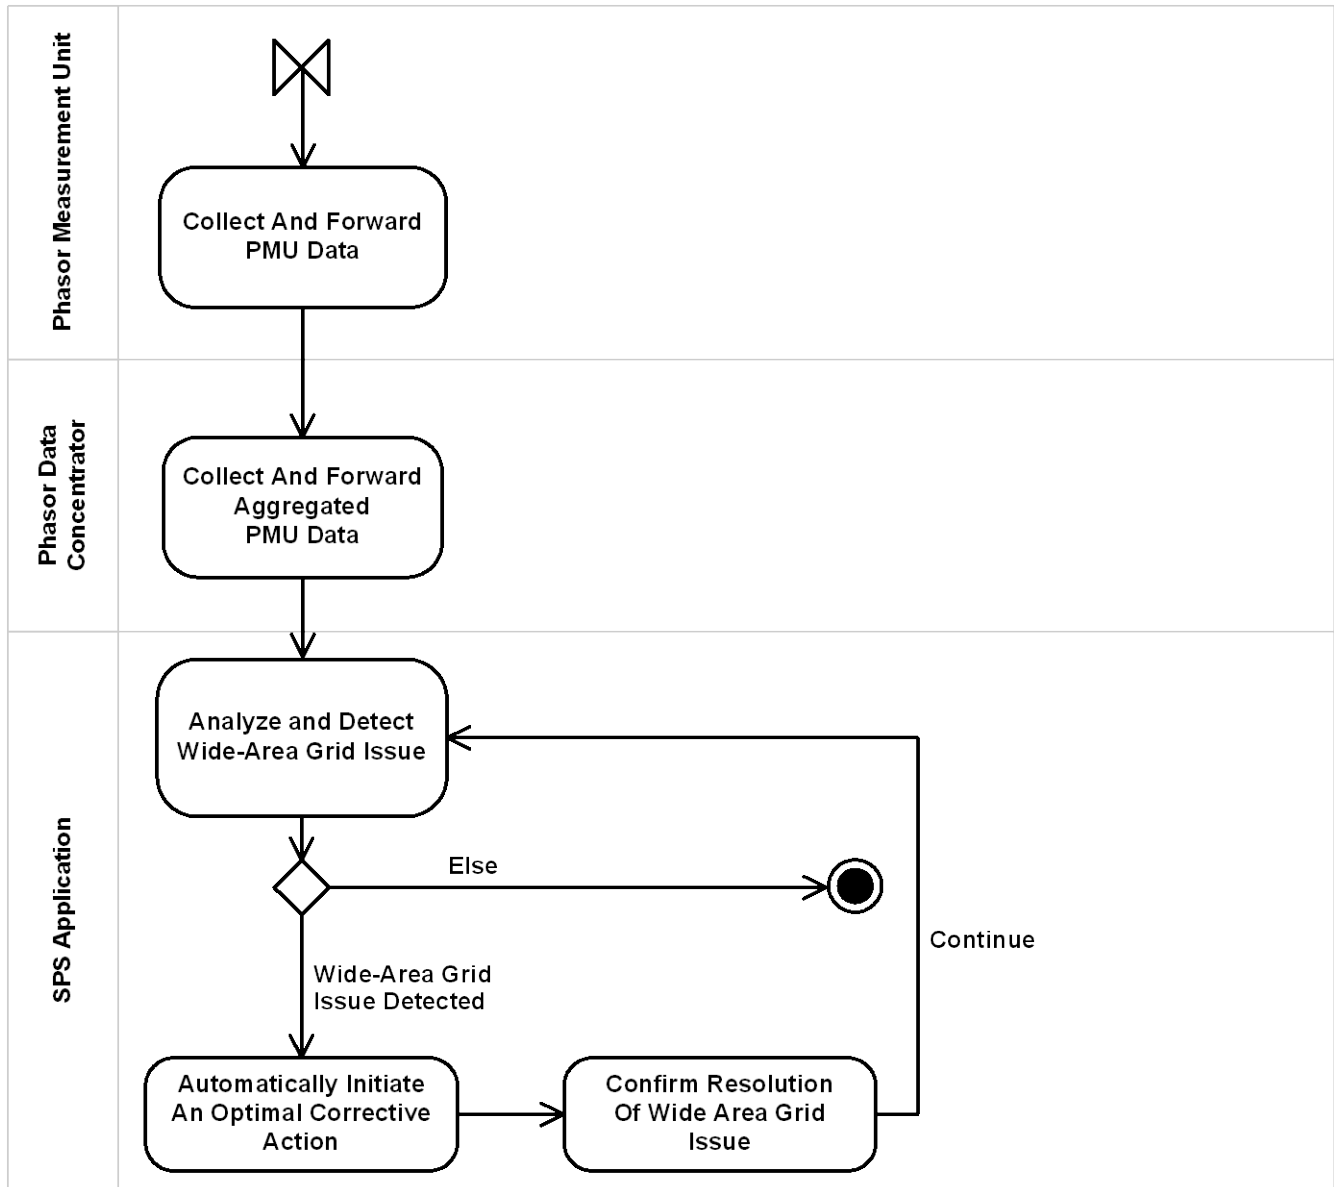 Phasor Measurement Unit
Collect And Forward
PMU Data
Phasor Data
Concentrator
Collect And Forward
Aggregated
PMU Data
SPS Application
Analyze and Detect
Wide-Area Grid Issue
Else
Continue
Wide-Area Grid
Issue Detected
Automatically Initiate
An Optimal Corrective
Action
Confirm Resolution
Of Wide Area Grid
Issue